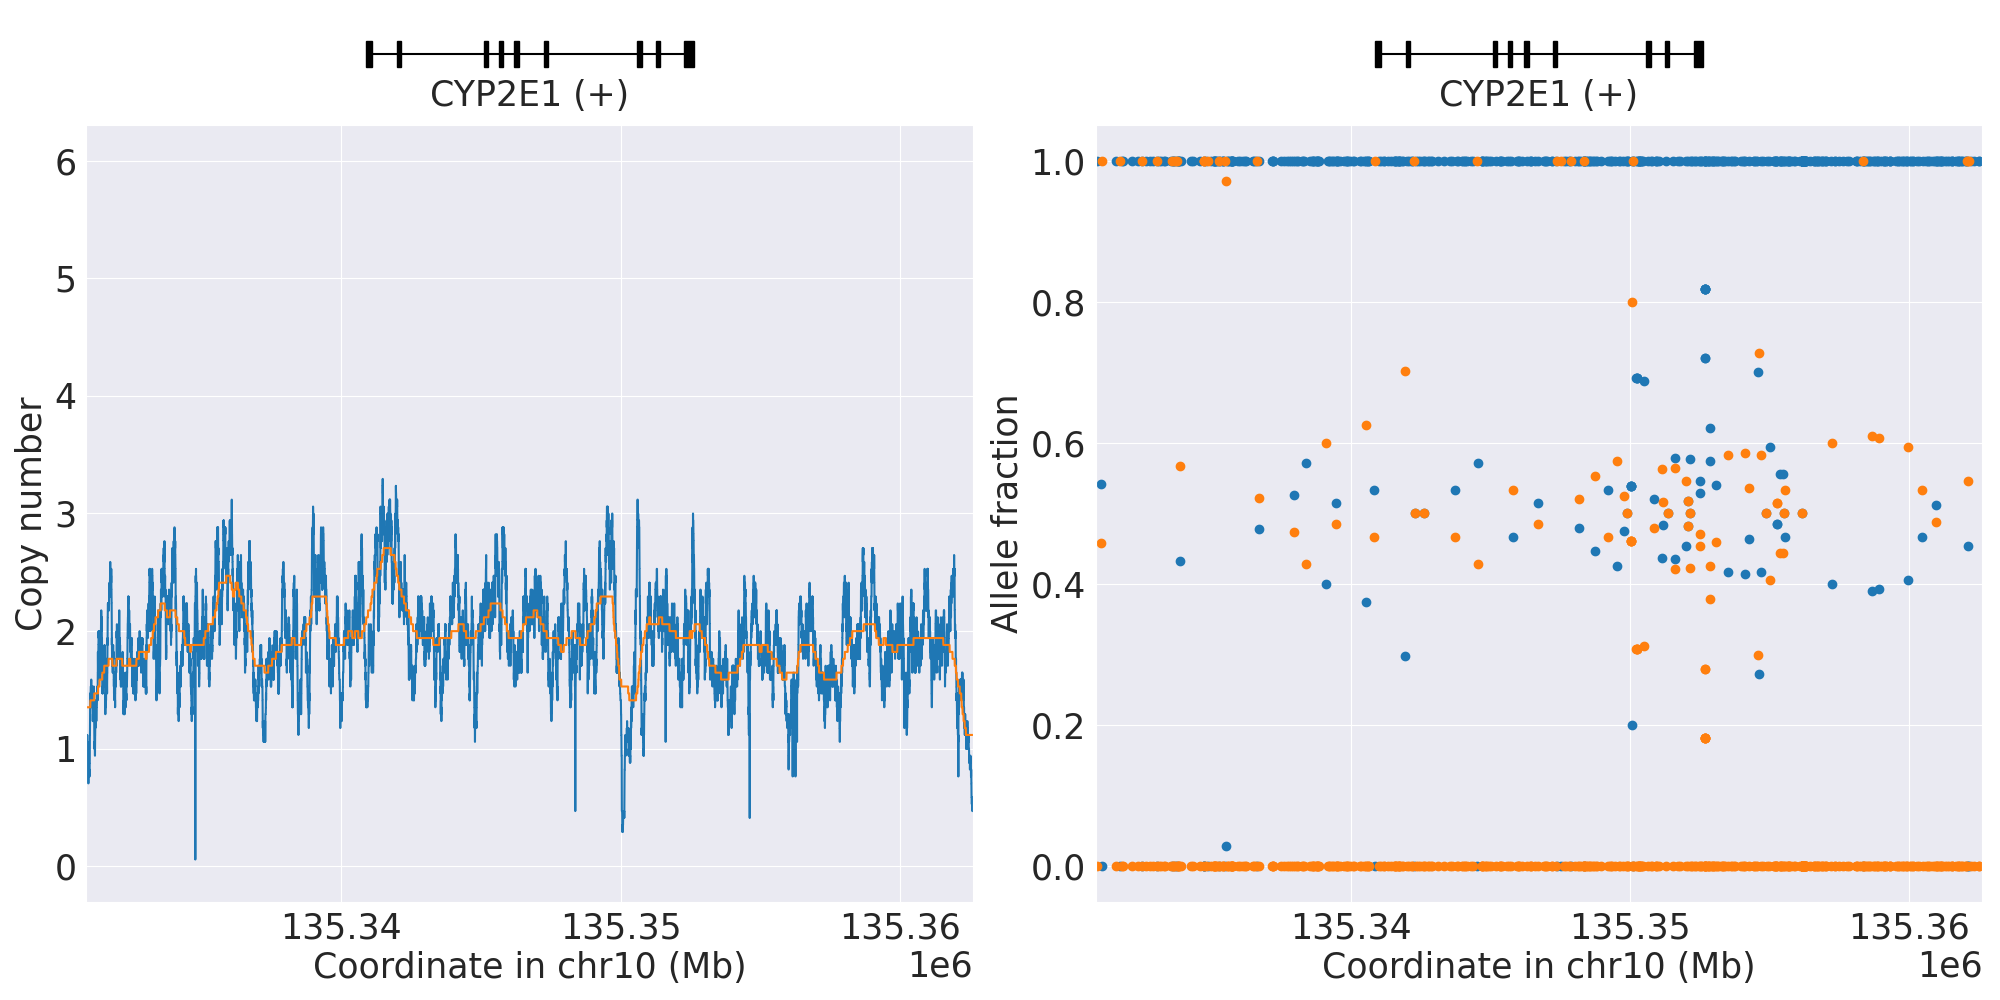 CYP2E1 (+)
6
5
4
3
2
1
0
Copy number
135.34 135.35 135.36
Coordinate in chr10 (Mb)
1e6
CYP2E1 (+)
1.0
0.8
0.6
0.4
0.2
0.0
Allele fraction
135.34 135.35 135.36
Coordinate in chr10 (Mb)
1e6